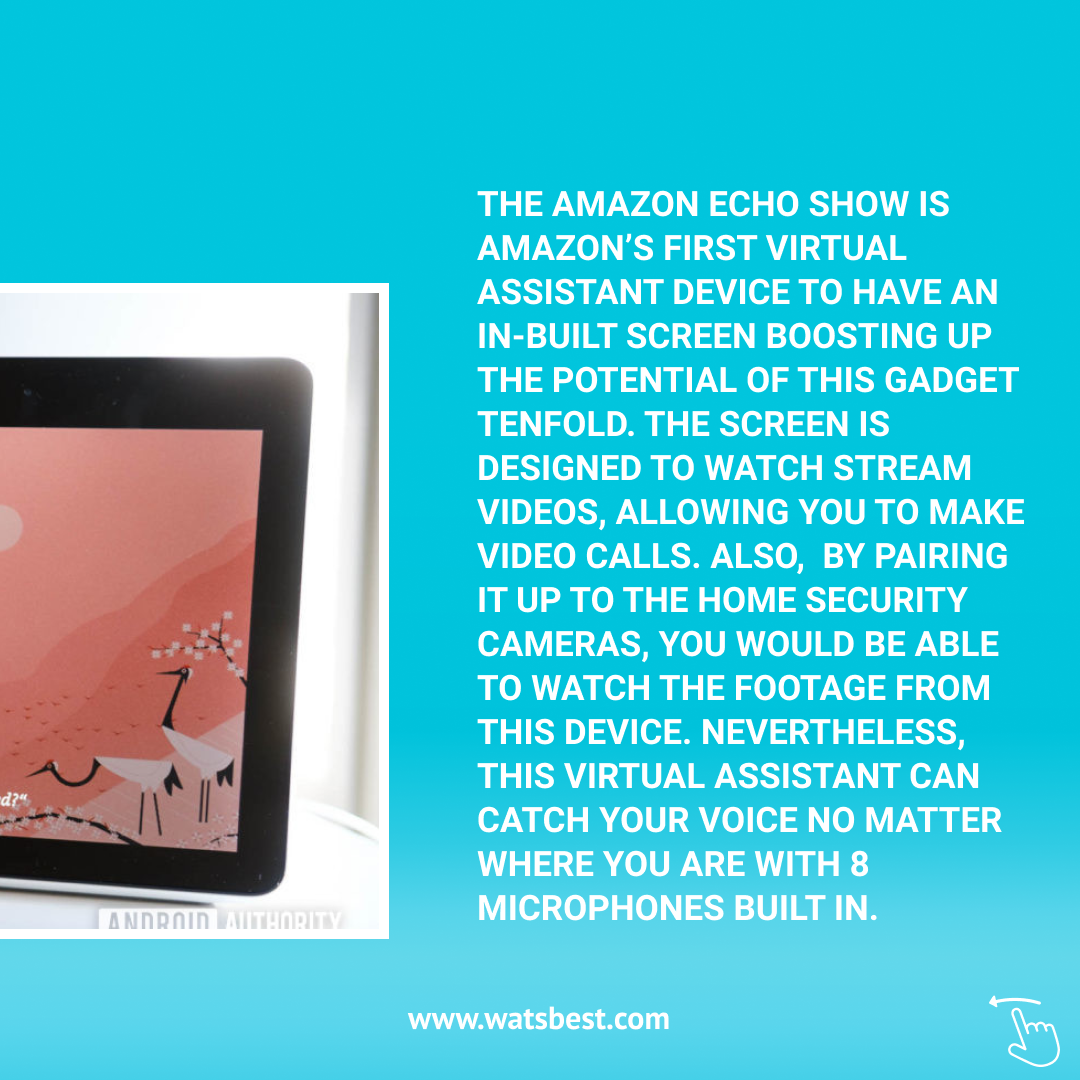 THE AMAZON ECHO SHOW IS
AMAZON’S FIRST VIRTUAL
ASSISTANT DEVICE TO HAVE AN
IN-BUILT SCREEN BOOSTING UP
THE POTENTIAL OF THIS GADGET
TENFOLD. THE SCREEN IS
DESIGNED TO WATCH STREAM
VIDEOS, ALLOWING YOU TO MAKE
VIDEO CALLS. ALSO,  BY PAIRING
IT UP TO THE HOME SECURITY
CAMERAS, YOU WOULD BE ABLE
TO WATCH THE FOOTAGE FROM
THIS DEVICE. NEVERTHELESS,
THIS VIRTUAL ASSISTANT CAN
CATCH YOUR VOICE NO MATTER
WHERE YOU ARE WITH 8
MICROPHONES BUILT IN.
ANDROID AUTHORITY
www.watsbest.com